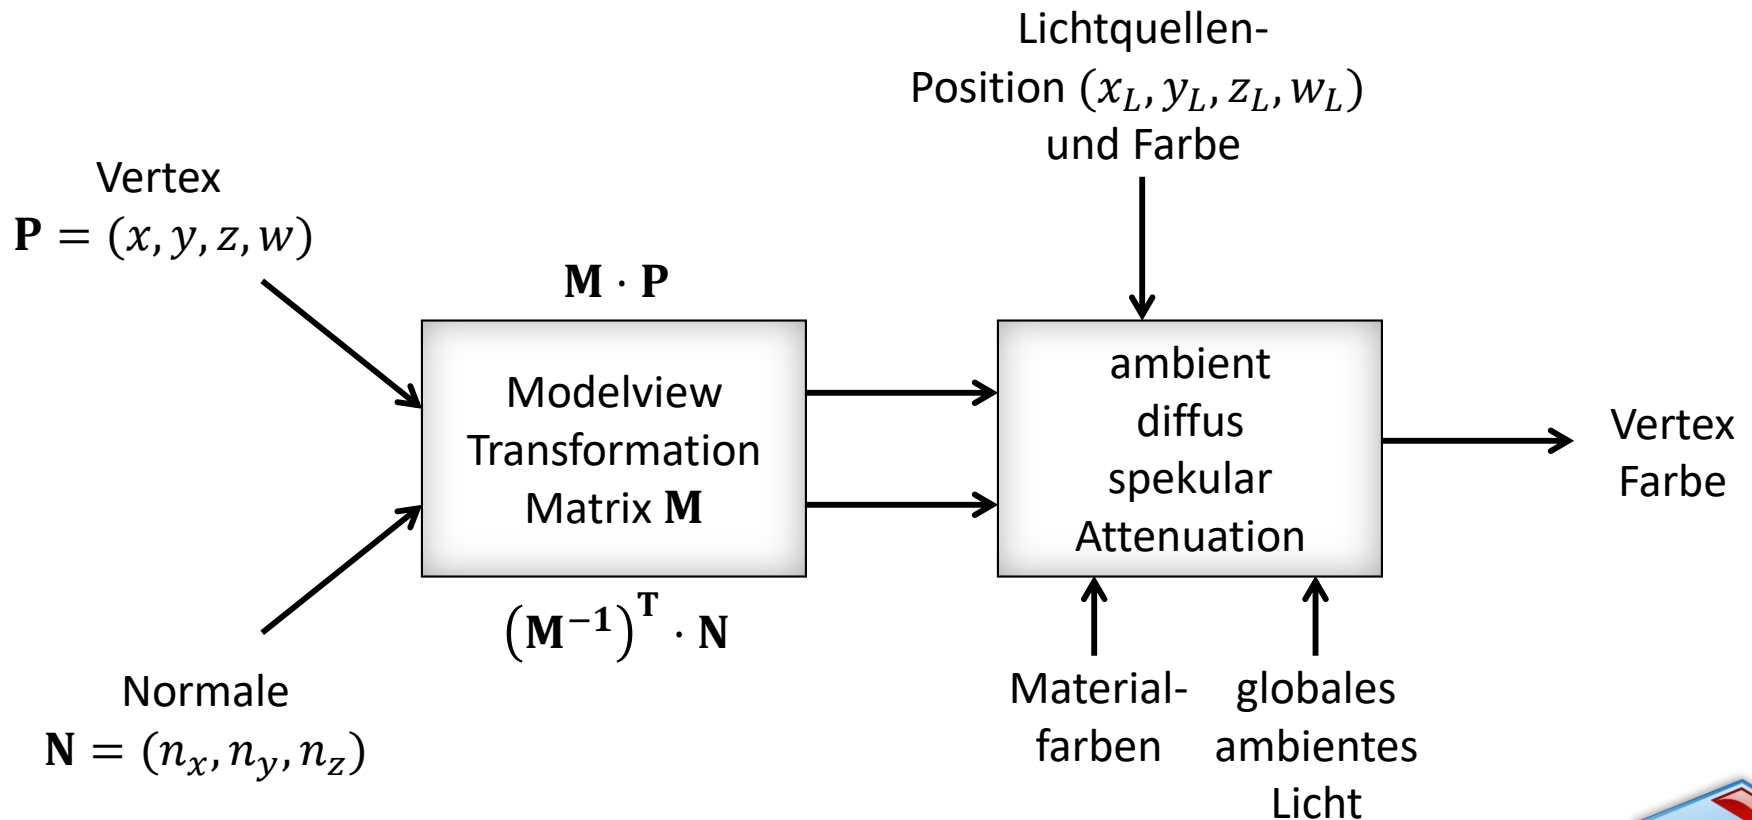 Lichtquellen-
Position (x_L, y_L, z_L, w_L)
und Farbe
Vertex
P = (x, y, z, w)
M · P
Modelview
Transformation
Matrix M
(M⁻¹)ᵀ · N
Normale
N = (n_x, n_y, n_z)
ambient
diffus
spekular
Attenuation
Material-
farben
globales
ambientes
Licht
Vertex
Farbe